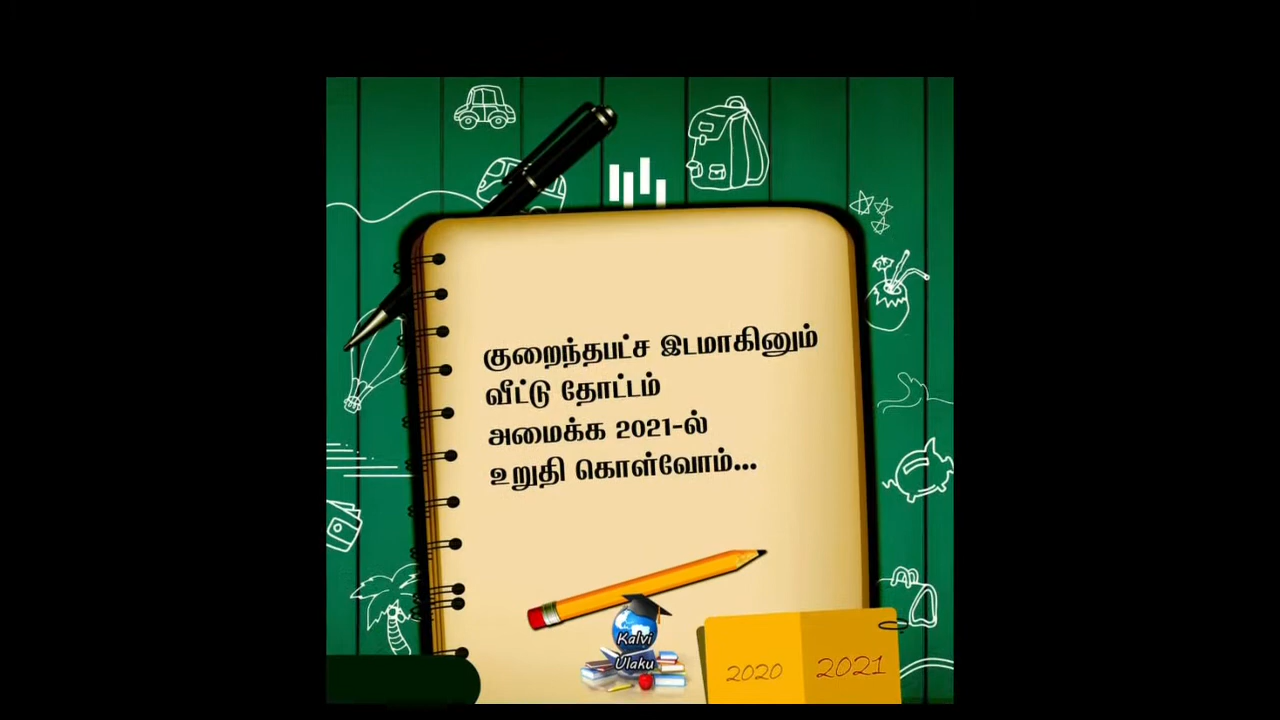 குறைந்தபட்ச இடமாகினும்
வீட்டு தோட்டம்
அமைக்க 2021-ல்
உறுதி கொள்வோம்...
Kalvi
Ulaku
2020 2021